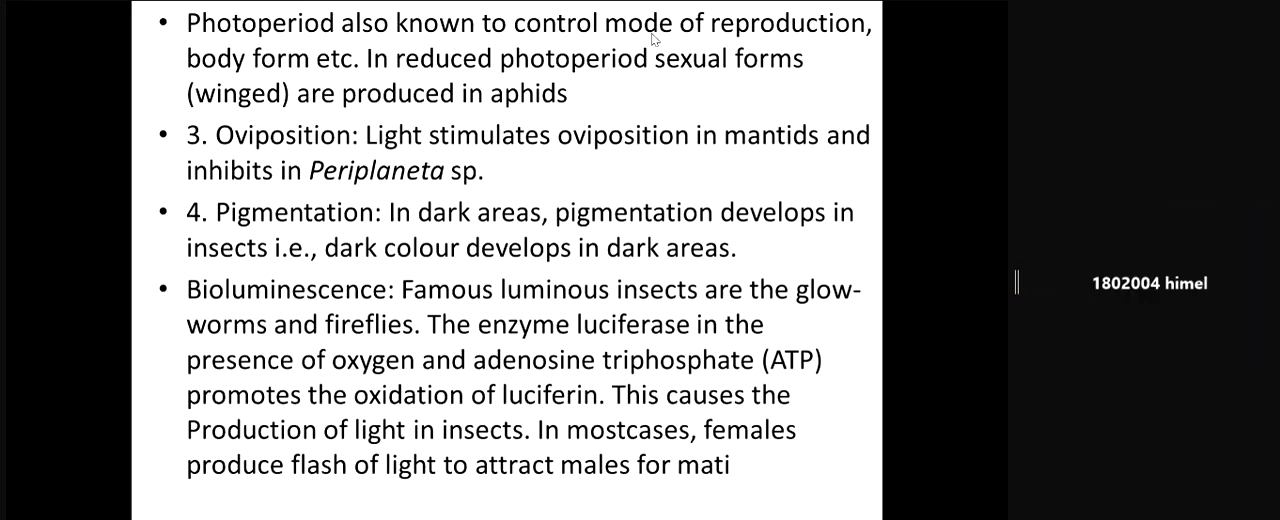 • Photoperiod also known to control mode of reproduction,
body form etc. In reduced photoperiod sexual forms
(winged) are produced in aphids
• 3. Oviposition: Light stimulates oviposition in mantids and
inhibits in Periplaneta sp.
• 4. Pigmentation: In dark areas, pigmentation develops in
insects i.e., dark colour develops in dark areas.
• Bioluminescence: Famous luminous insects are the glow-
worms and fireflies. The enzyme luciferase in the
presence of oxygen and adenosine triphosphate (ATP)
promotes the oxidation of luciferin. This causes the
Production of light in insects. In mostcases, females
produce flash of light to attract males for mati
1802004 himel